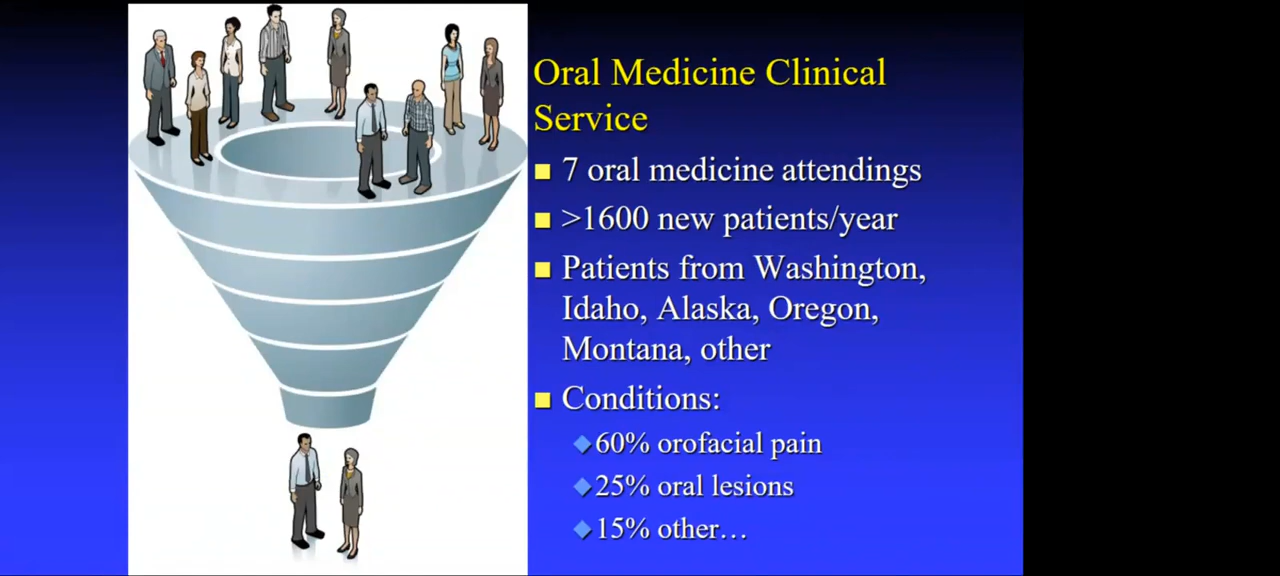 Oral Medicine Clinical
Service
7 oral medicine attendings
>1600 new patients/year
Patients from Washington,
Idaho, Alaska, Oregon,
Montana, other
Conditions:
60% orofacial pain
25% oral lesions
15% other…